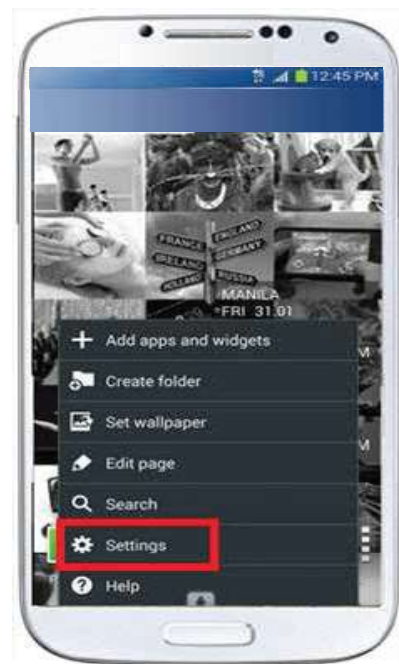 12:45 PM
FRANCE
ENGLAND
GERMANY
IRELAND
HOLLAND
RUSSIA
MANILA
FRI 31.01
Add apps and widgets
M
Create folder
Set wallpaper
M
Edit page
Search
Settings
Help